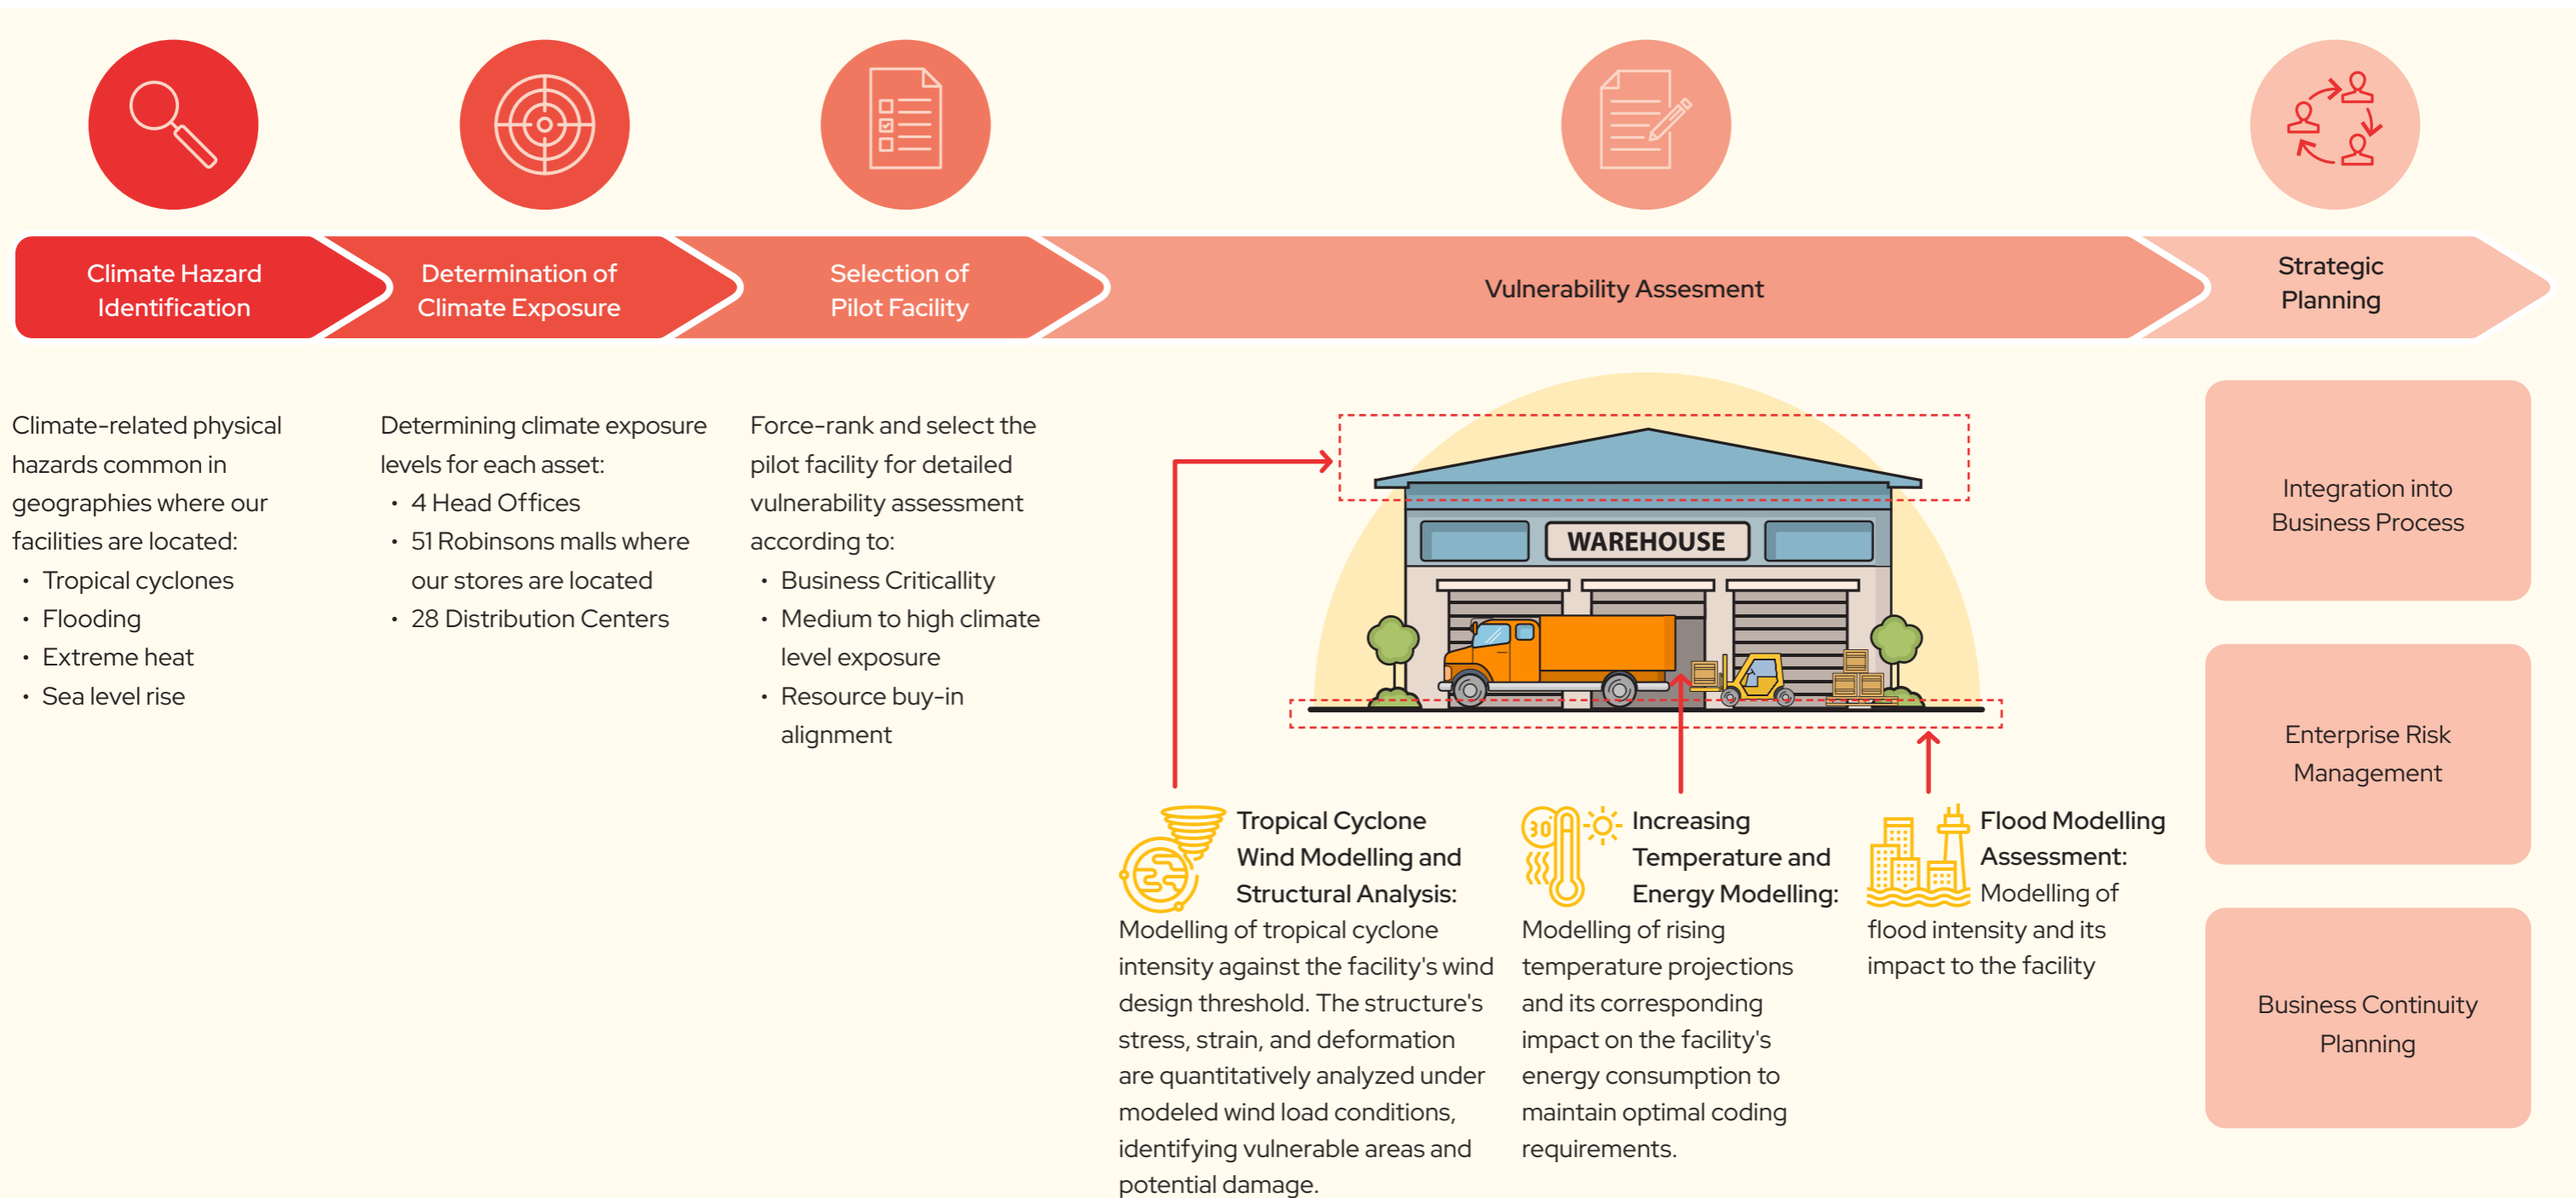 Climate Hazard
Identification
Determination of
Climate Exposure
Selection of
Pilot Facility
Vulnerability Assesment
Strategic
Planning
Climate-related physical
hazards common in
geographies where our
facilities are located:
• Tropical cyclones
• Flooding
• Extreme heat
• Sea level rise
Determining climate exposure
levels for each asset:
• 4 Head Offices
• 51 Robinsons malls where
our stores are located
• 28 Distribution Centers
Force-rank and select the
pilot facility for detailed
vulnerability assessment
according to:
• Business Criticallity
• Medium to high climate
level exposure
• Resource buy-in
alignment
WAREHOUSE
Tropical Cyclone
Wind Modelling and
Structural Analysis:
Modelling of tropical cyclone
intensity against the facility's wind
design threshold. The structure's
stress, strain, and deformation
are quantitatively analyzed under
modeled wind load conditions,
identifying vulnerable areas and
potential damage.
30°
Increasing
Temperature and
Energy Modelling:
Modelling of rising
temperature projections
and its corresponding
impact on the facility's
energy consumption to
maintain optimal coding
requirements.
Flood Modelling
Assessment:
Modelling of
flood intensity and its
impact to the facility
Integration into
Business Process
Enterprise Risk
Management
Business Continuity
Planning